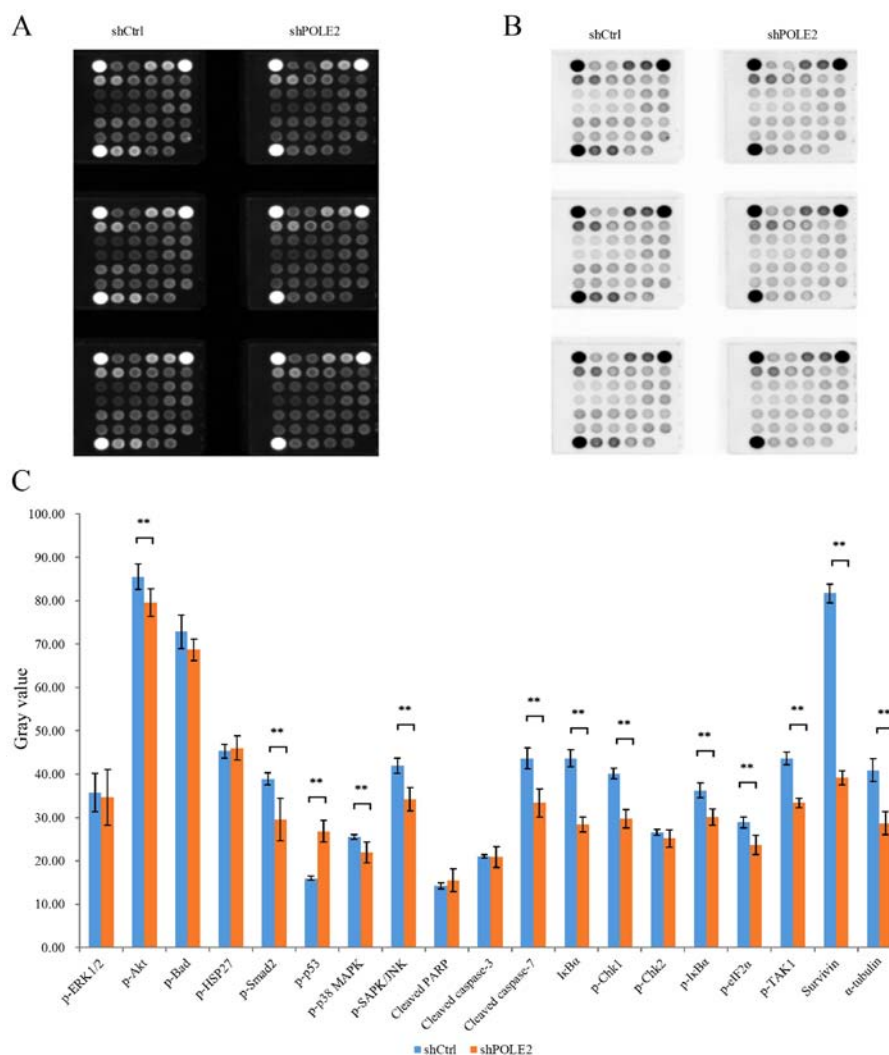 A
B
shCtrl
shPOLE2
shCtrl
shPOLE2
C
**
**
**
**
**
**
**
**
**
**
**
**
**
**
Gray value
100.00
90.00
80.00
70.00
60.00
50.00
40.00
30.00
20.00
10.00
0.00
p-ERK1/2
p-Akt
p-Bad
p-HSP27
p-Smad2
p-p53
p-p38 MAPK
p-SAPK/JNK
Cleaved PARP
Cleaved caspase-3
Cleaved caspase-7
IκBα
p-Chk1
p-Chk2
p-IκBα
p-eIF2α
p-TAK1
Survivin
α-tubulin
shCtrl
shPOLE2